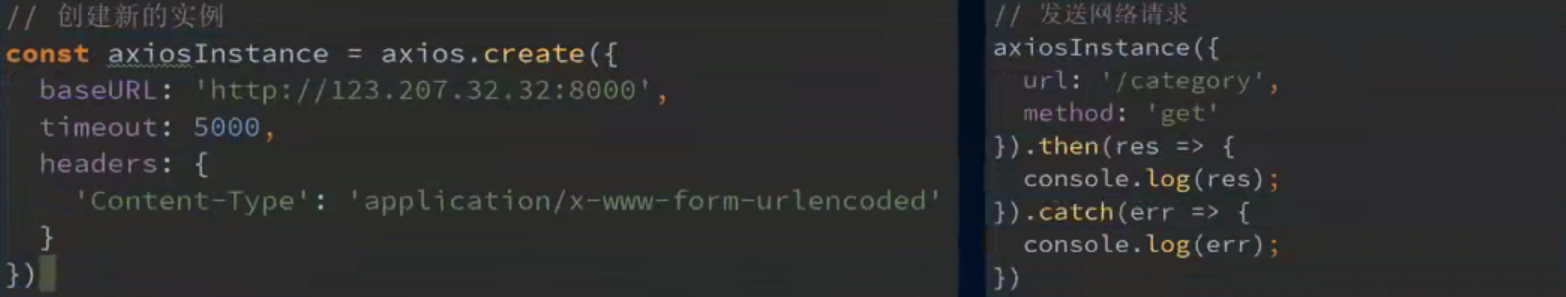 // 创建新的实例
const axiosInstance = axios.create({
  baseURL: 'http://123.207.32.32:8000',
  timeout: 5000,
  headers: {
    'Content-Type': 'application/x-www-form-urlencoded'
  }
})
// 发送网络请求
axiosInstance({
  url: '/category',
  method: 'get'
}).then(res => {
  console.log(res);
}).catch(err => {
  console.log(err);
})